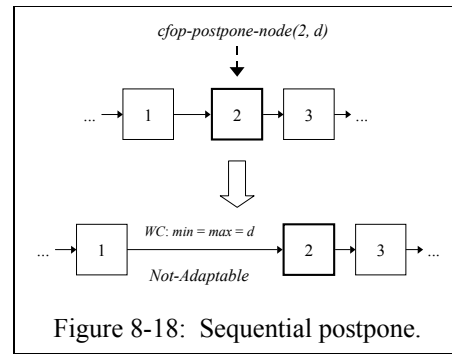 cfop-postpone-node(2, d)
... 1 2 3 ...
WC: min = max = d
... 1 2 3 ...
Not-Adaptable
Figure 8-18: Sequential postpone.